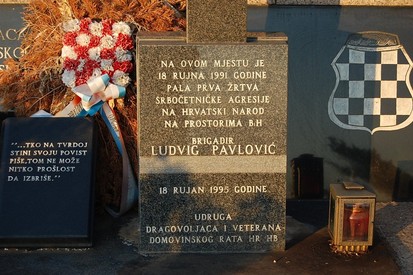 NA OVOM MJESTU JE
18 RUJNA 1991 GODINE
PALA PRVA ŽRTVA
SRBOČETNIČKE AGRESIJE
NA HRVATSKI NAROD
NA PROSTORIMA B.H
BRIGADIR
LUDVIG PAVLOVIĆ
18 RUJAN 1995 GODINE
UDRUGA
DRAGOVOLJACA I VETERANA
DOMOVINSKOG RATA HR HB
"...TKO NA TVRDOJ
STINI SVOJU POVIST
PIŠE, TOM NE MOŽE
NITKO PROŠLOST
DA IZBRIŠE."